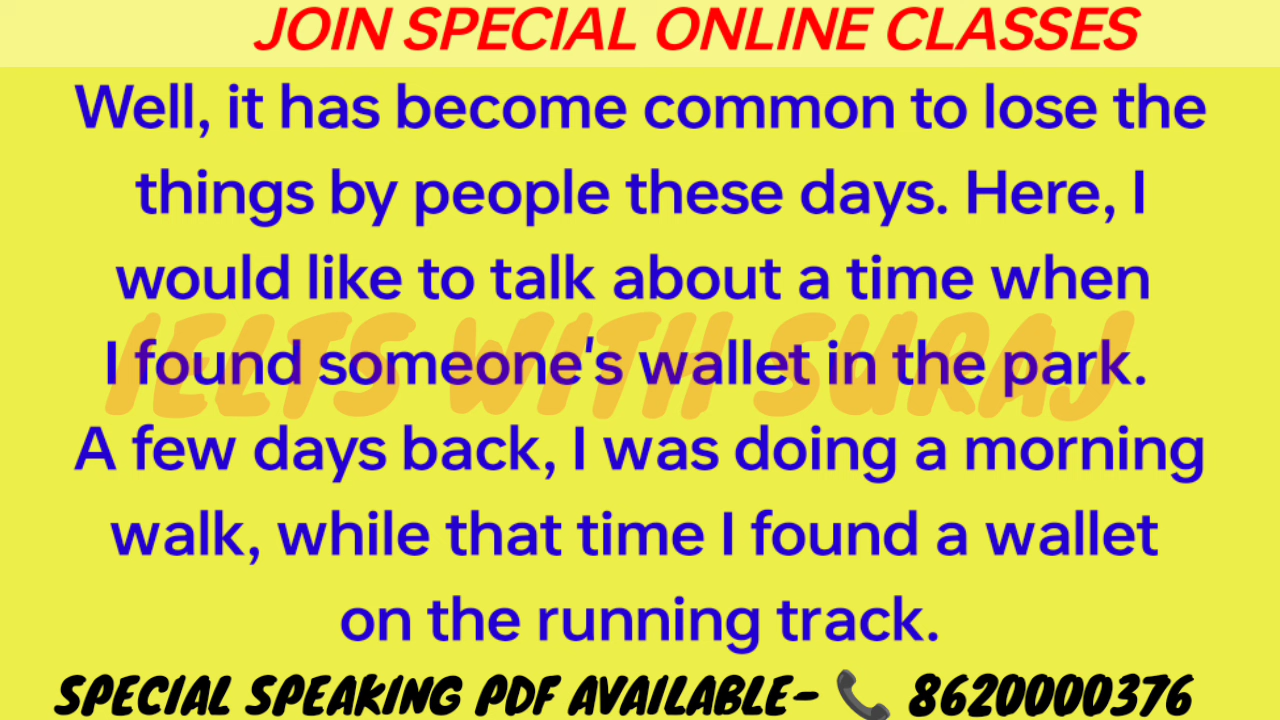 JOIN SPECIAL ONLINE CLASSES
Well, it has become common to lose the
things by people these days. Here, I
would like to talk about a time when
I found someone's wallet in the park.
IELTS WITH SURAJ
A few days back, I was doing a morning
walk, while that time I found a wallet
on the running track.
SPECIAL SPEAKING PDF AVAILABLE- 📞 8620000376